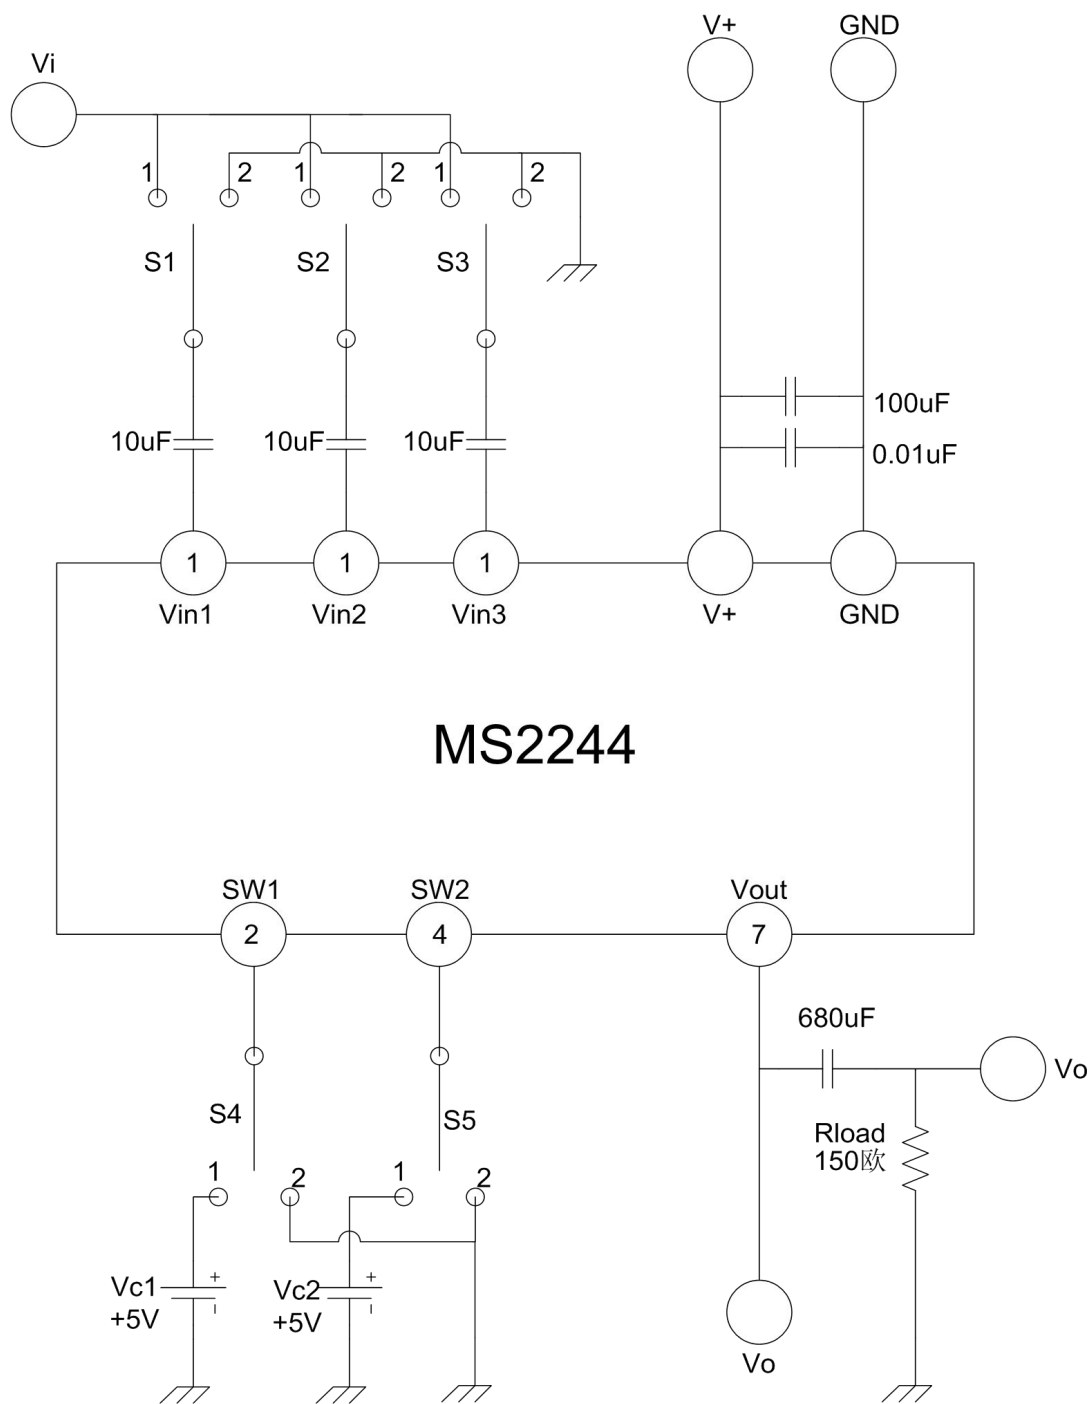 V+
GND
Vi
1
2
1
2
1
2
S1
S2
S3
100uF
10uF
10uF
10uF
0.01uF
1
1
1
Vin1
Vin2
Vin3
V+
GND
MS2244
SW1
SW2
Vout
2
4
7
680uF
Vo
S4
S5
Rload
150欧
1
2
1
2
Vc1
+5V
+
-
Vc2
+5V
+
-
Vo